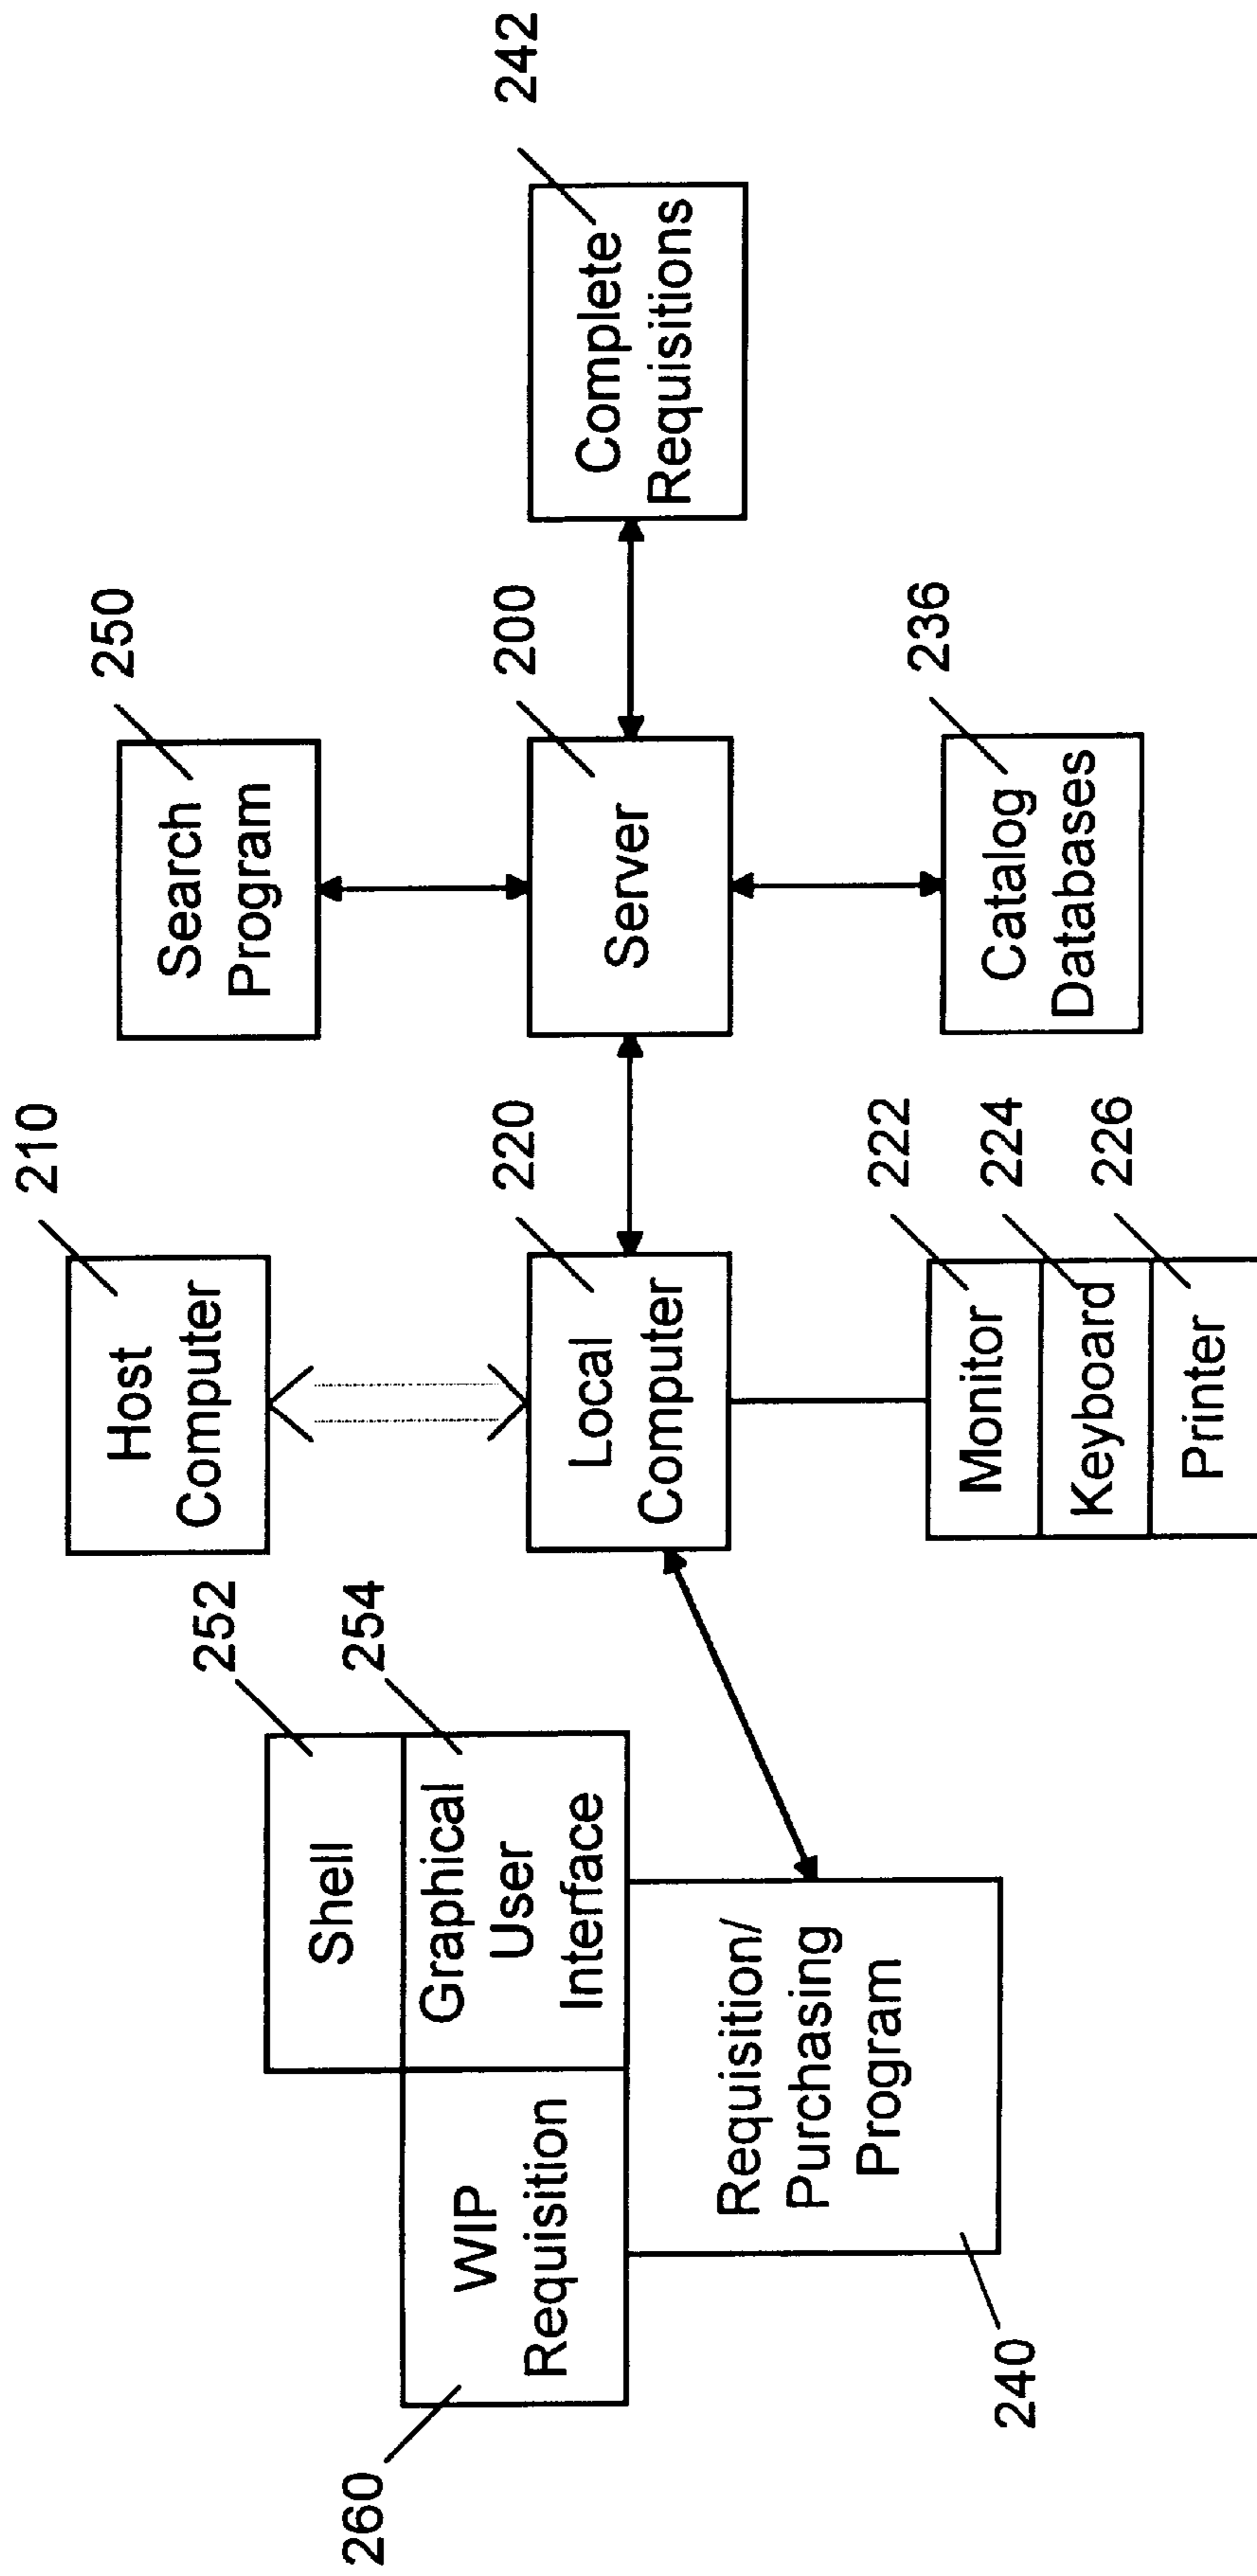 260
WIP
Requisition
252
Shell
254
Graphical
User
Interface
240
Requisition/
Purchasing
Program
210
Host
Computer
220
Local
Computer
222
Monitor
224
Keyboard
226
Printer
250
Search
Program
200
Server
236
Catalog
Databases
242
Complete
Requisitions